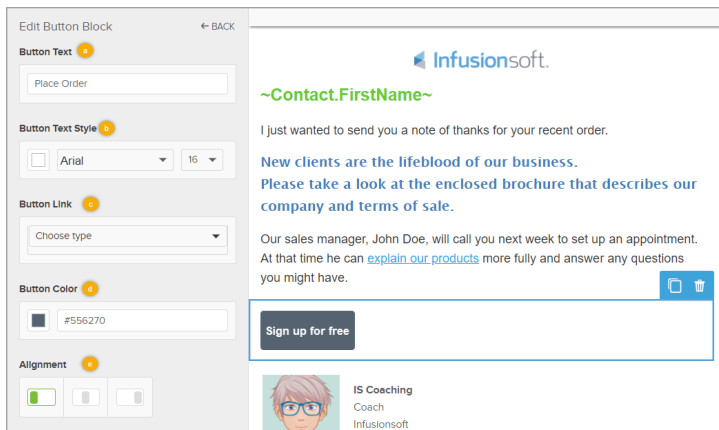 Edit Button Block
← BACK
Button Text a
Place Order
Button Text Style b
Arial
16
Button Link c
Choose type
Button Color d
#556270
Alignment e
Infusionsoft.
~Contact.FirstName~
I just wanted to send you a note of thanks for your recent order.
New clients are the lifeblood of our business.
Please take a look at the enclosed brochure that describes our
company and terms of sale.
Our sales manager, John Doe, will call you next week to set up an appointment.
At that time he can explain our products more fully and answer any questions
you might have.
Sign up for free
IS Coaching
Coach
Infusionsoft